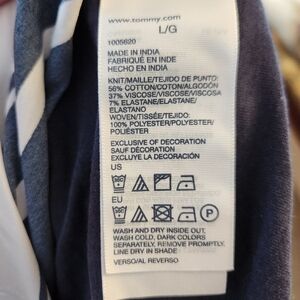 www.tommy.com
L/G
1005620
MADE IN INDIA
FABRIQUÉ EN INDE
HECHO EN INDIA
KNIT/MAILLE/TEJIDO DE PUNTO:
56% COTTON/COTON/ALGODÓN
37% VISCOSE/VISCOSE/VISCOSA
7% ELASTANE/ELASTANE/
ELASTANO
WOVEN/TISSÉE/TEJIDO:
100% POLYESTER/POLYESTER/
POLIÉSTER
EXCLUSIVE OF DECORATION
SAUF DÉCORATION
EXCLUYE LA DECORACIÓN
US
EU
P
WASH AND DRY INSIDE OUT,
WASH COLD, DARK COLORS
SEPARATELY, REMOVE PROMPTLY,
LINE DRY IN SHADE
VERSO/AL REVERSO